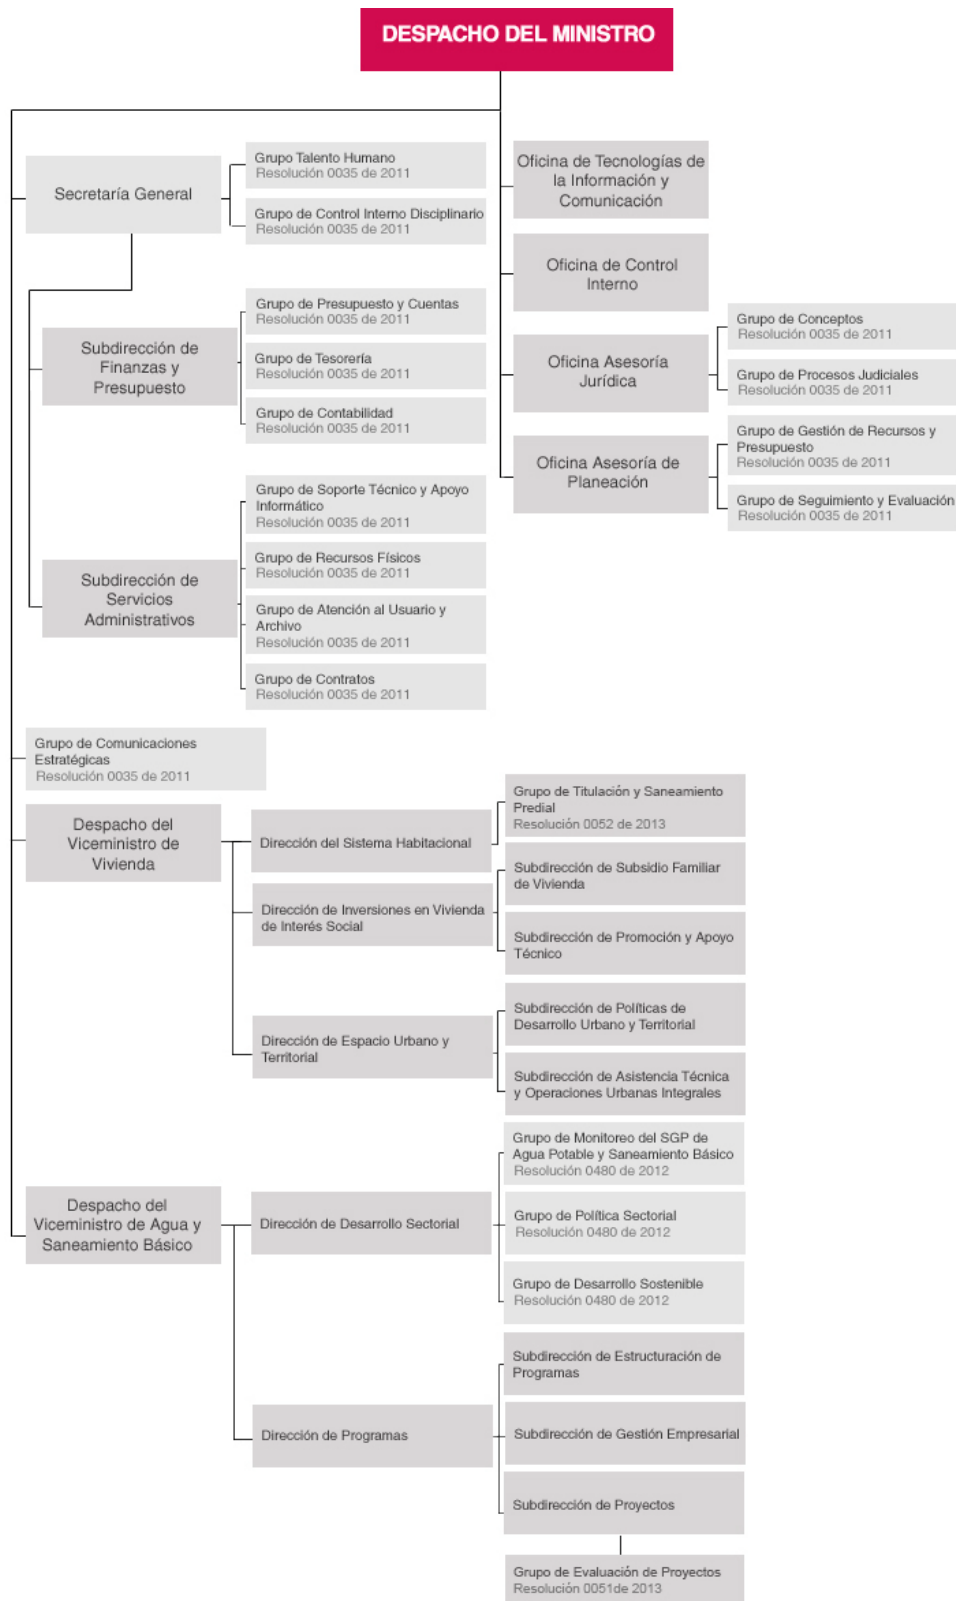 DESPACHO DEL MINISTRO
Secretaría General
Grupo Talento Humano
Resolución 0035 de 2011
Grupo de Control Interno Disciplinario
Resolución 0035 de 2011
Subdirección de
Finanzas y
Presupuesto
Grupo de Presupuesto y Cuentas
Resolución 0035 de 2011
Grupo de Tesorería
Resolución 0035 de 2011
Grupo de Contabilidad
Resolución 0035 de 2011
Subdirección de
Servicios
Administrativos
Grupo de Soporte Técnico y Apoyo
Informático
Resolución 0035 de 2011
Grupo de Recursos Físicos
Resolución 0035 de 2011
Grupo de Atención al Usuario y
Archivo
Resolución 0035 de 2011
Grupo de Contratos
Resolución 0035 de 2011
Oficina de Tecnologías de
la Información y
Comunicación
Oficina de Control
Interno
Oficina Asesoría
Jurídica
Grupo de Conceptos
Resolución 0035 de 2011
Grupo de Procesos Judiciales
Resolución 0035 de 2011
Oficina Asesoría de
Planeación
Grupo de Gestión de Recursos y
Presupuesto
Resolución 0035 de 2011
Grupo de Seguimiento y Evaluación
Resolución 0035 de 2011
Grupo de Comunicaciones
Estratégicas
Resolución 0035 de 2011
Despacho del
Viceministro de
Vivienda
Dirección del Sistema Habitacional
Grupo de Titulación y Saneamiento
Predial
Resolución 0052 de 2013
Dirección de Inversiones en Vivienda
de Interés Social
Subdirección de Subsidio Familiar
de Vivienda
Subdirección de Promoción y Apoyo
Técnico
Dirección de Espacio Urbano y
Territorial
Subdirección de Políticas de
Desarrollo Urbano y Territorial
Subdirección de Asistencia Técnica
y Operaciones Urbanas Integrales
Despacho del
Viceministro de Agua y
Saneamiento Básico
Dirección de Desarrollo Sectorial
Grupo de Monitoreo del SGP de
Agua Potable y Saneamiento Básico
Resolución 0480 de 2012
Grupo de Política Sectorial
Resolución 0480 de 2012
Grupo de Desarrollo Sostenible
Resolución 0480 de 2012
Dirección de Programas
Subdirección de Estructuración de
Programas
Subdirección de Gestión Empresarial
Subdirección de Proyectos
Grupo de Evaluación de Proyectos
Resolución 0051de 2013